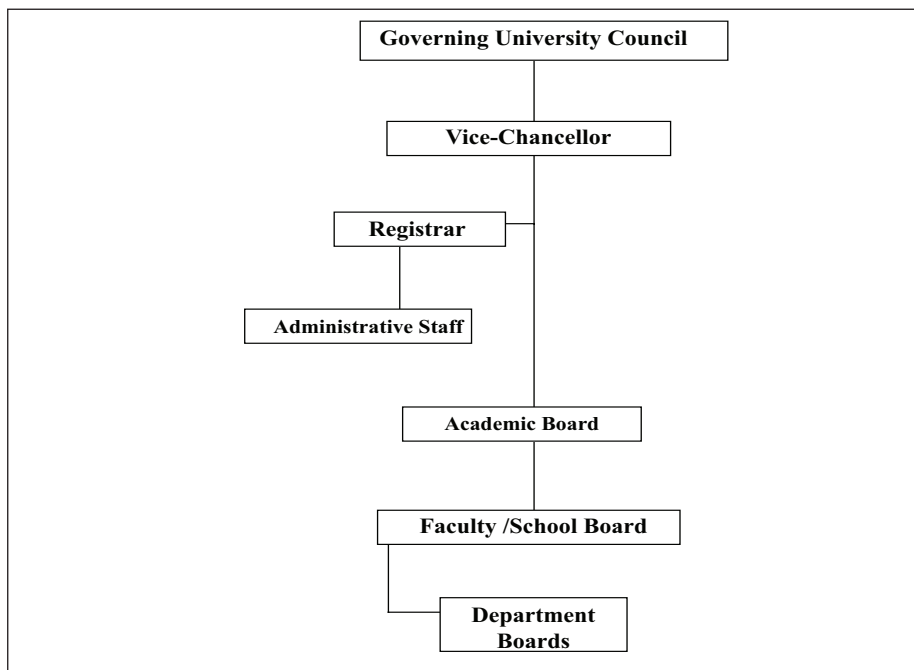 Governing University Council
Vice-Chancellor
Registrar
Administrative Staff
Academic Board
Faculty /School Board
Department
Boards